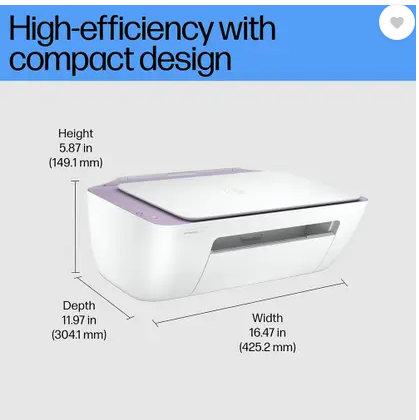 High-efficiency with
compact design
Height
5.87 in
(149.1 mm)
Depth
11.97 in
(304.1 mm)
Width
16.47 in
(425.2 mm)